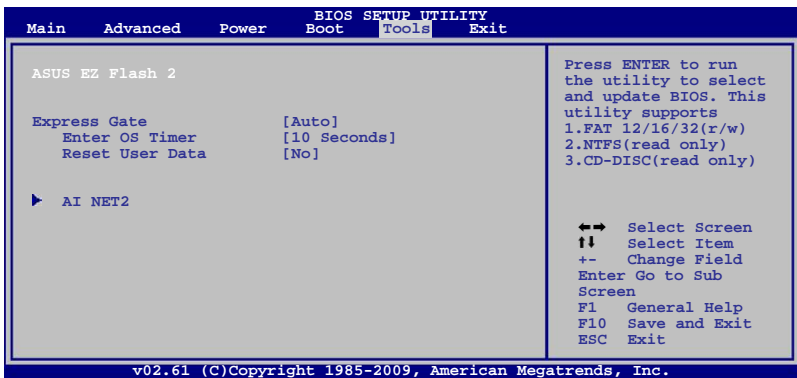 BIOS SETUP UTILITY
Main Advanced Power Boot Tools Exit
ASUS EZ Flash 2
Express Gate [Auto]
Enter OS Timer [10 Seconds]
Reset User Data [No]
AI NET2
Press ENTER to run
the utility to select
and update BIOS. This
utility supports
1.FAT 12/16/32(r/w)
2.NTFS(read only)
3.CD-DISC(read only)
←→ Select Screen
↑↓ Select Item
+- Change Field
Enter Go to Sub
Screen
F1 General Help
F10 Save and Exit
ESC Exit
v02.61 (C)Copyright 1985-2009, American Megatrends, Inc.